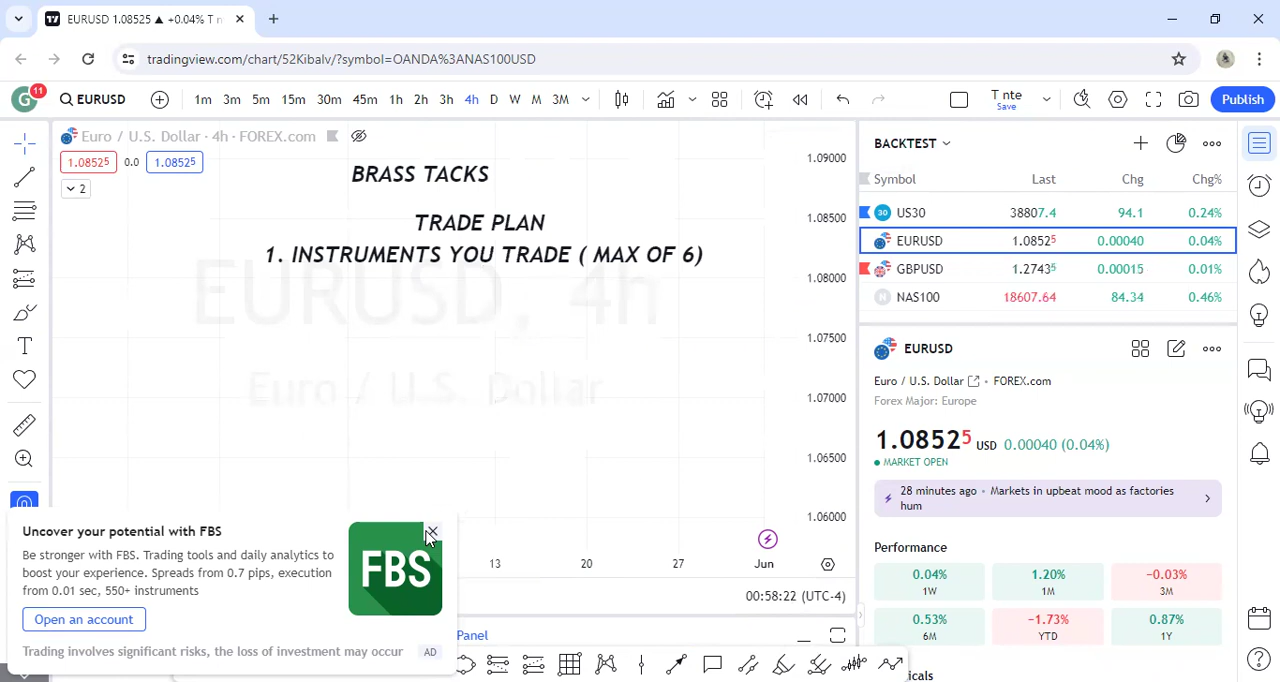 EURUSD 1.08525 ▲ +0.04% T n
tradingview.com/chart/52Kibalv/?symbol=OANDA%3ANAS100USD
G 11 EURUSD 1m 3m 5m 15m 30m 45m 1h 2h 3h 4h D W M 3M T nte Save Publish
Euro / U.S. Dollar · 4h · FOREX.com
1.08525 0.0 1.08525
2
BRASS TACKS
TRADE PLAN
1. INSTRUMENTS YOU TRADE ( MAX OF 6)
EURUSD, 4h
Euro / U.S. Dollar
1.09000
1.08500
1.08000
1.07500
1.07000
1.06500
1.06000
13 20 27 Jun
00:58:22 (UTC-4)
Panel
Uncover your potential with FBS
Be stronger with FBS. Trading tools and daily analytics to
boost your experience. Spreads from 0.7 pips, execution
from 0.01 sec, 550+ instruments
FBS
Open an account
Trading involves significant risks, the loss of investment may occur AD
BACKTEST
Symbol Last Chg Chg%
30 US30 38807.4 94.1 0.24%
EURUSD 1.08525 0.00040 0.04%
GBPUSD 1.27435 0.00015 0.01%
N NAS100 18607.64 84.34 0.46%
EURUSD
Euro / U.S. Dollar • FOREX.com
Forex Major: Europe
1.08525 USD 0.00040 (0.04%)
MARKET OPEN
28 minutes ago • Markets in upbeat mood as factories
hum
Performance
0.04% 1.20% −0.03%
1W 1M 3M
0.53% −1.73% 0.87%
6M YTD 1Y